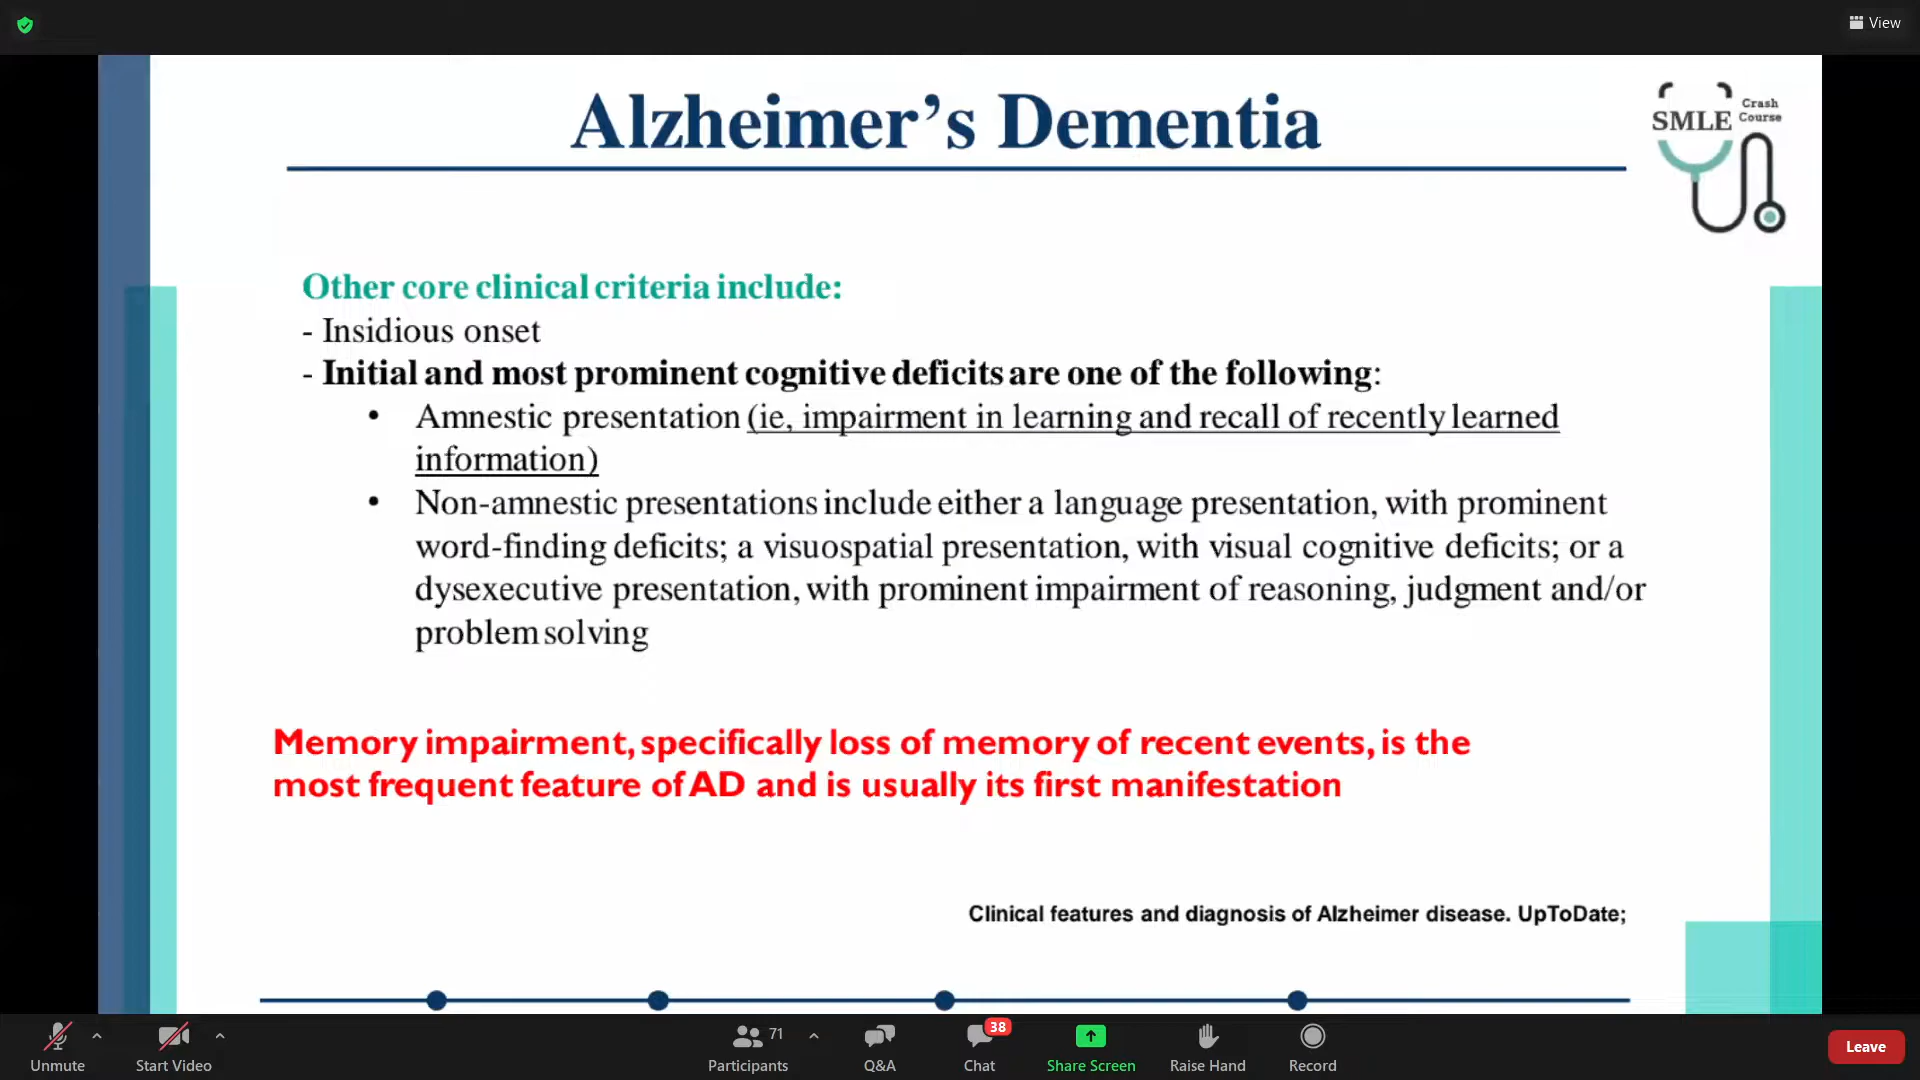 View
Alzheimer’s Dementia
Crash
SMLE Course
Other core clinical criteria include:
- Insidious onset
- Initial and most prominent cognitive deficits are one of the following:
• Amnestic presentation (ie, impairment in learning and recall of recently learned
information)
• Non-amnestic presentations include either a language presentation, with prominent
word-finding deficits; a visuospatial presentation, with visual cognitive deficits; or a
dysexecutive presentation, with prominent impairment of reasoning, judgment and/or
problem solving
Memory impairment, specifically loss of memory of recent events, is the
most frequent feature of AD and is usually its first manifestation
Clinical features and diagnosis of Alzheimer disease. UpToDate;
71
38
Unmute
Start Video
Participants
Q&A
Chat
Share Screen
Raise Hand
Record
Leave